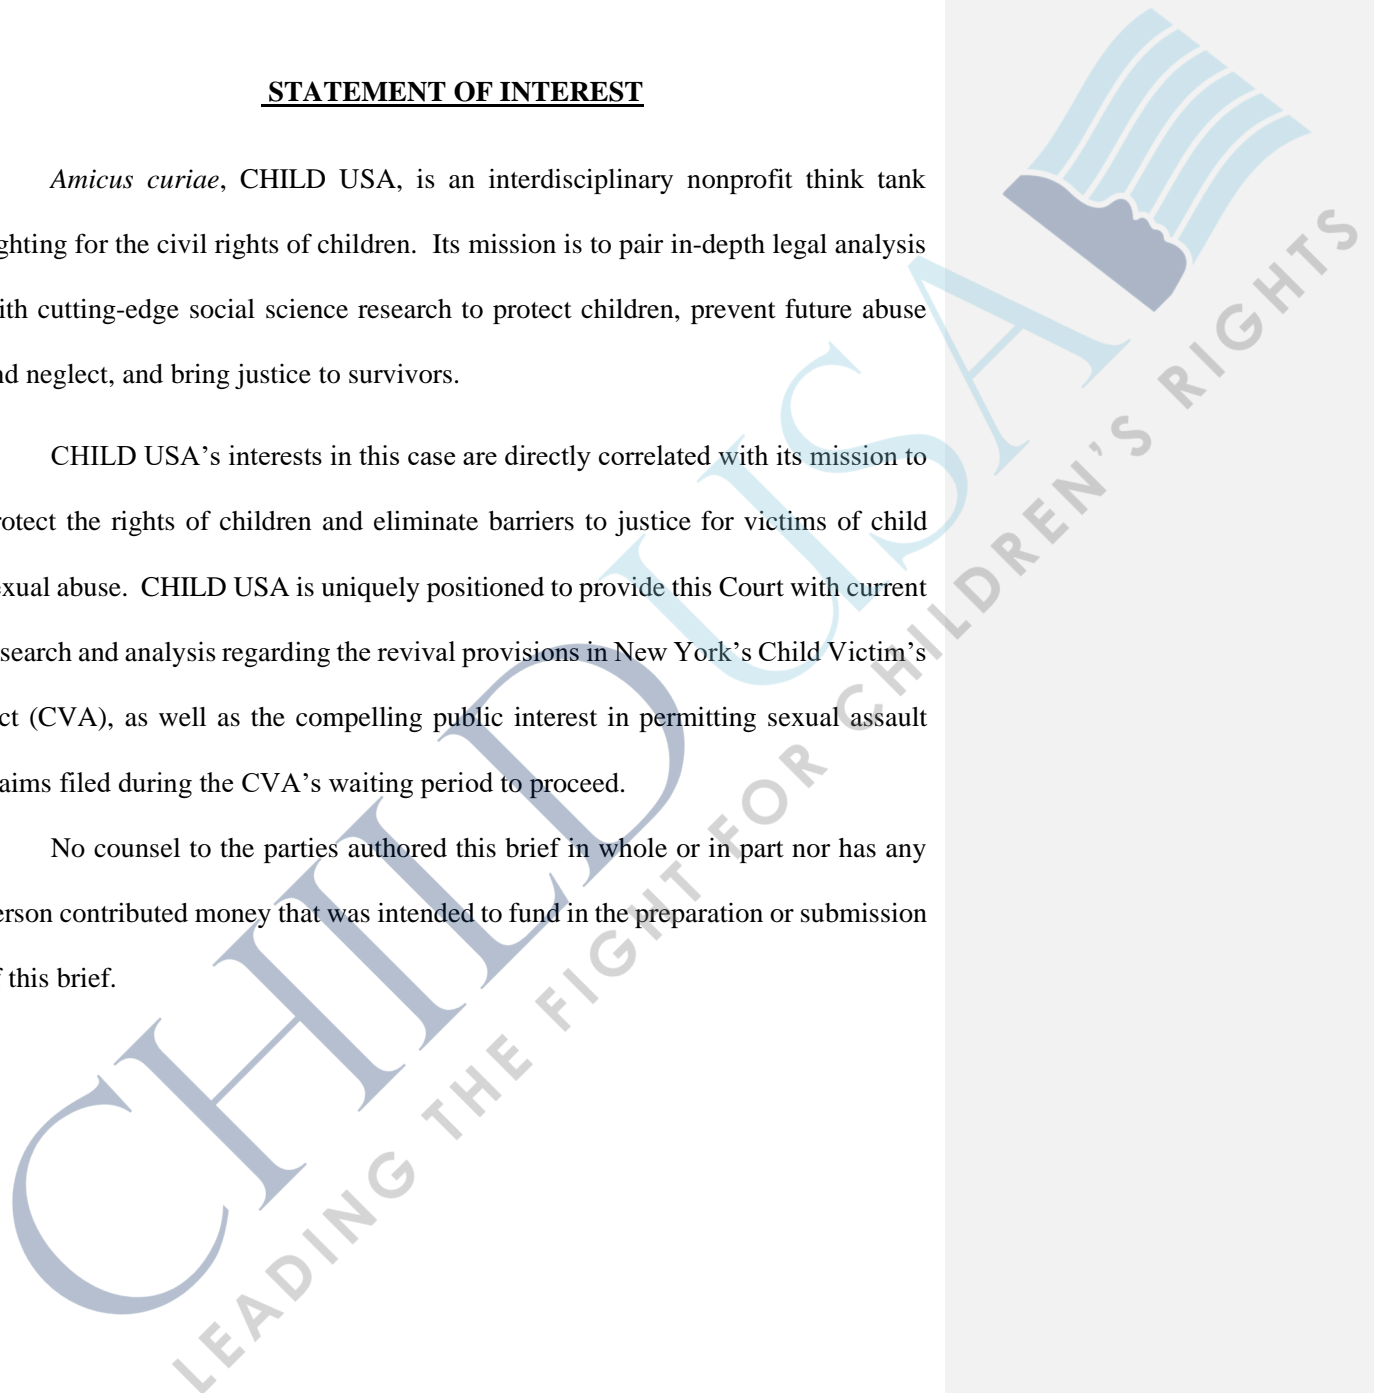 STATEMENT OF INTEREST
Amicus curiae, CHILD USA, is an interdisciplinary nonprofit think tank
ghting for the civil rights of children. Its mission is to pair in-depth legal analysis
ith cutting-edge social science research to protect children, prevent future abuse
nd neglect, and bring justice to survivors.
CHILD USA’s interests in this case are directly correlated with its mission to
rotect the rights of children and eliminate barriers to justice for victims of child
exual abuse. CHILD USA is uniquely positioned to provide this Court with current
search and analysis regarding the revival provisions in New York’s Child Victim’s
ct (CVA), as well as the compelling public interest in permitting sexual assault
aims filed during the CVA’s waiting period to proceed.
No counsel to the parties authored this brief in whole or in part nor has any
erson contributed money that was intended to fund in the preparation or submission
f this brief.
CHILD USA
LEADING THE FIGHT FOR CHILDREN’S RIGHTS